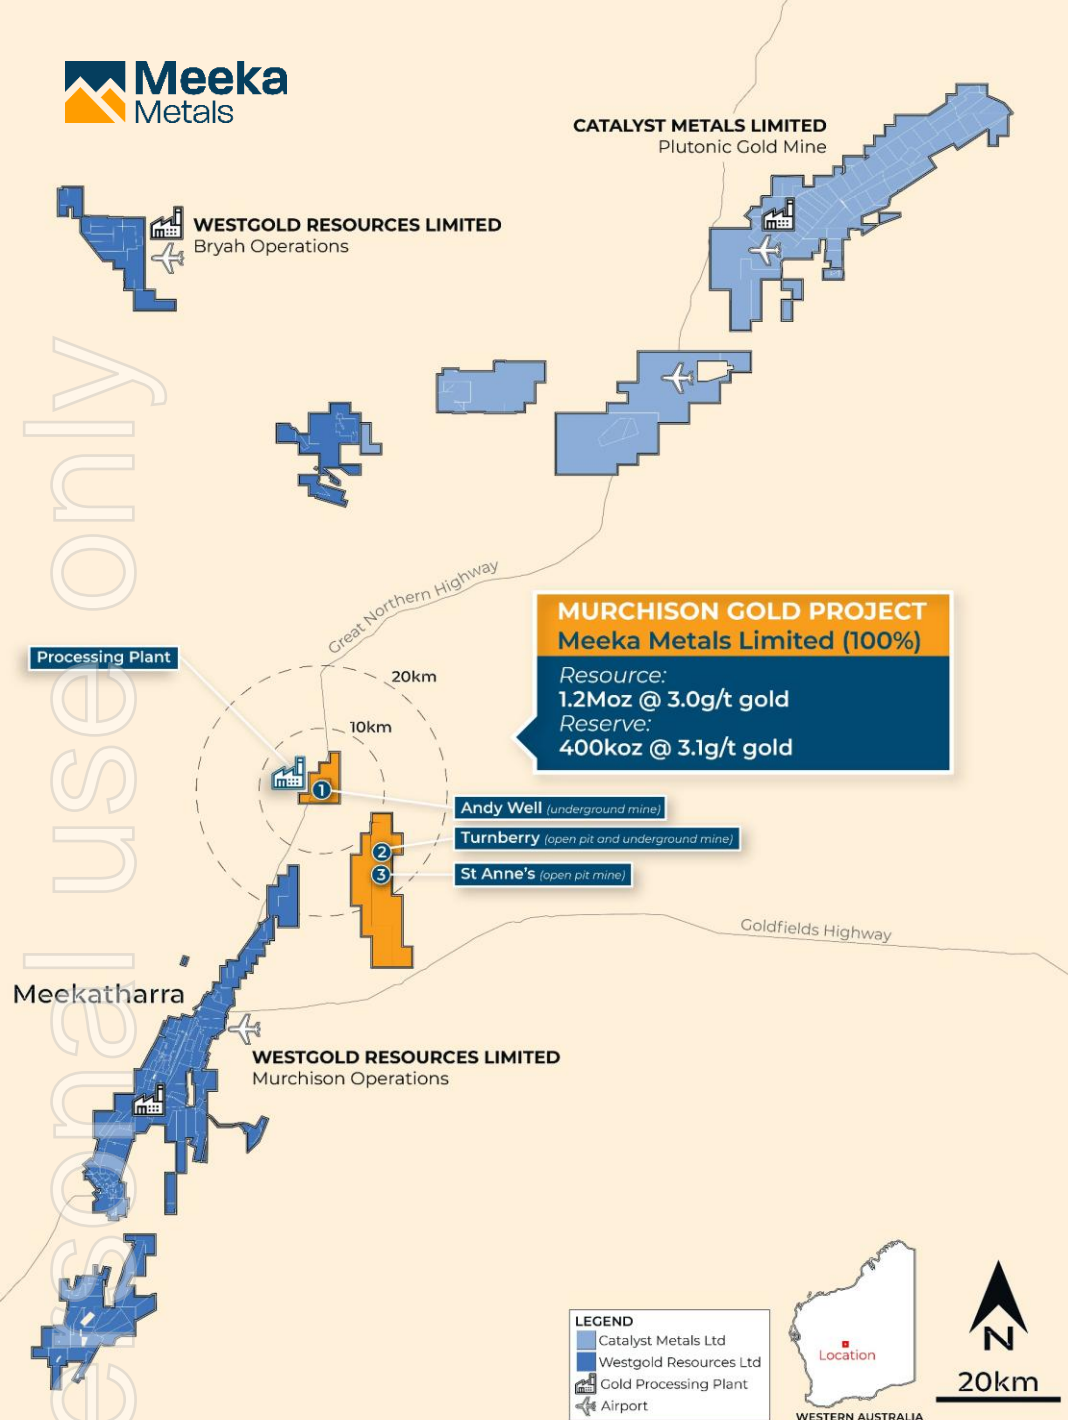 Meeka
Metals
CATALYST METALS LIMITED
Plutonic Gold Mine
WESTGOLD RESOURCES LIMITED
Bryah Operations
Great Northern Highway
MURCHISON GOLD PROJECT
Meeka Metals Limited (100%)
Resource:
1.2Moz @ 3.0g/t gold
Reserve:
400koz @ 3.1g/t gold
Processing Plant
20km
10km
1
Andy Well (underground mine)
2
Turnberry (open pit and underground mine)
3
St Anne's (open pit mine)
Goldfields Highway
Meekatharra
WESTGOLD RESOURCES LIMITED
Murchison Operations
LEGEND
Catalyst Metals Ltd
Westgold Resources Ltd
Gold Processing Plant
Airport
Location
WESTERN AUSTRALIA
N
20km
ersonal use only